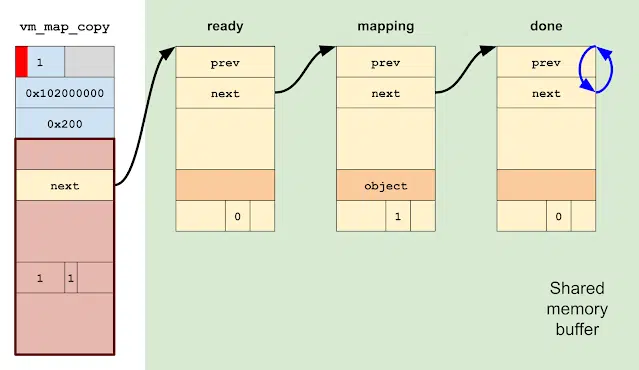 vm_map_copy
ready
mapping
done
1
0x102000000
0x200
next
1
1
prev
next
0
prev
next
object
1
prev
next
0
Shared
memory
buffer